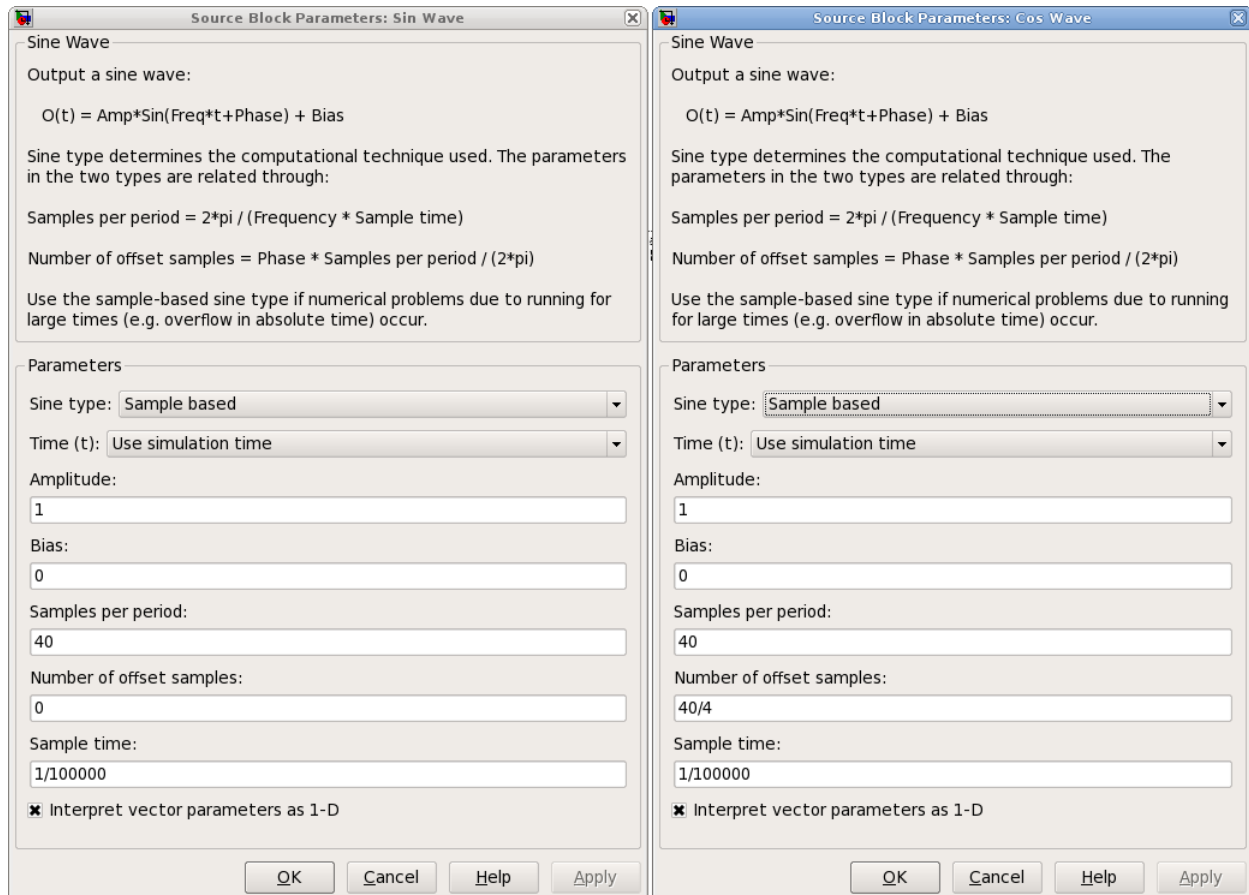 Source Block Parameters: Sin Wave
Sine Wave
Output a sine wave:
O(t) = Amp*Sin(Freq*t+Phase) + Bias
Sine type determines the computational technique used. The parameters
in the two types are related through:
Samples per period = 2*pi / (Frequency * Sample time)
Number of offset samples = Phase * Samples per period / (2*pi)
Use the sample-based sine type if numerical problems due to running for
large times (e.g. overflow in absolute time) occur.
Parameters
Sine type: Sample based
Time (t): Use simulation time
Amplitude:
1
Bias:
0
Samples per period:
40
Number of offset samples:
0
Sample time:
1/100000
Interpret vector parameters as 1-D
OK Cancel Help Apply
Source Block Parameters: Cos Wave
Sine Wave
Output a sine wave:
O(t) = Amp*Sin(Freq*t+Phase) + Bias
Sine type determines the computational technique used. The
parameters in the two types are related through:
Samples per period = 2*pi / (Frequency * Sample time)
Number of offset samples = Phase * Samples per period / (2*pi)
Use the sample-based sine type if numerical problems due to running
for large times (e.g. overflow in absolute time) occur.
Parameters
Sine type: Sample based
Time (t): Use simulation time
Amplitude:
1
Bias:
0
Samples per period:
40
Number of offset samples:
40/4
Sample time:
1/100000
Interpret vector parameters as 1-D
OK Cancel Help Apply